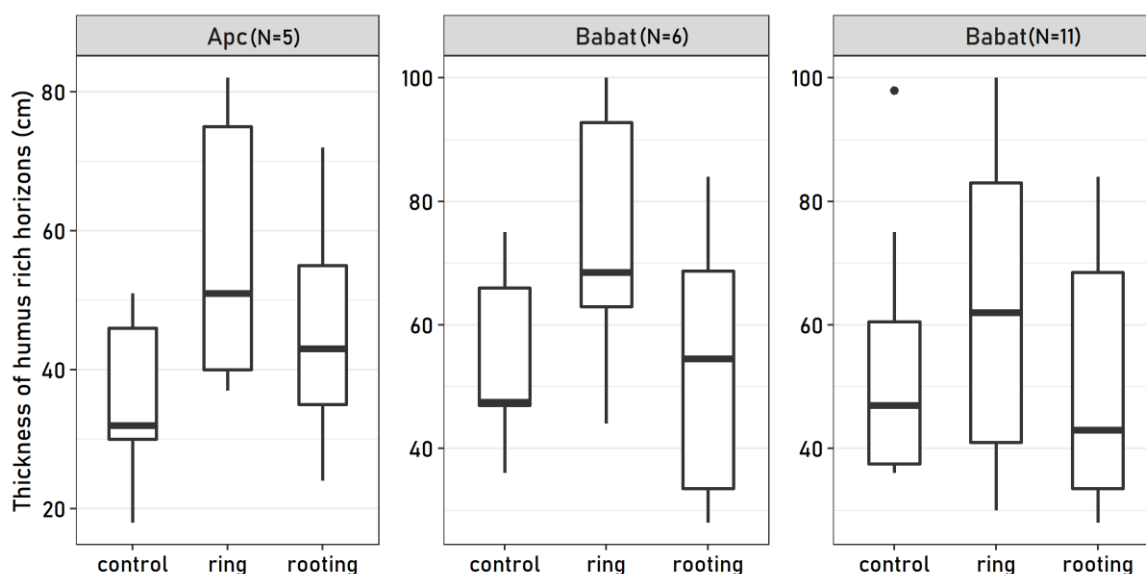 Apc (N=5)
Babat (N=6)
Babat (N=11)
Thickness of humus rich horizons (cm)
80
60
40
20
100
80
60
40
100
80
60
40
control ring rooting
control ring rooting
control ring rooting